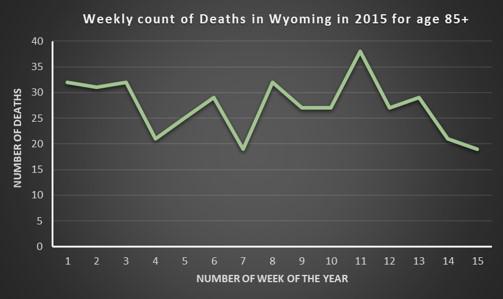 Weekly count of Deaths in Wyoming in 2015 for age 85+
NUMBER OF DEATHS
40
35
30
25
20
15
10
5
0
1 2 3 4 5 6 7 8 9 10 11 12 13 14 15
NUMBER OF WEEK OF THE YEAR